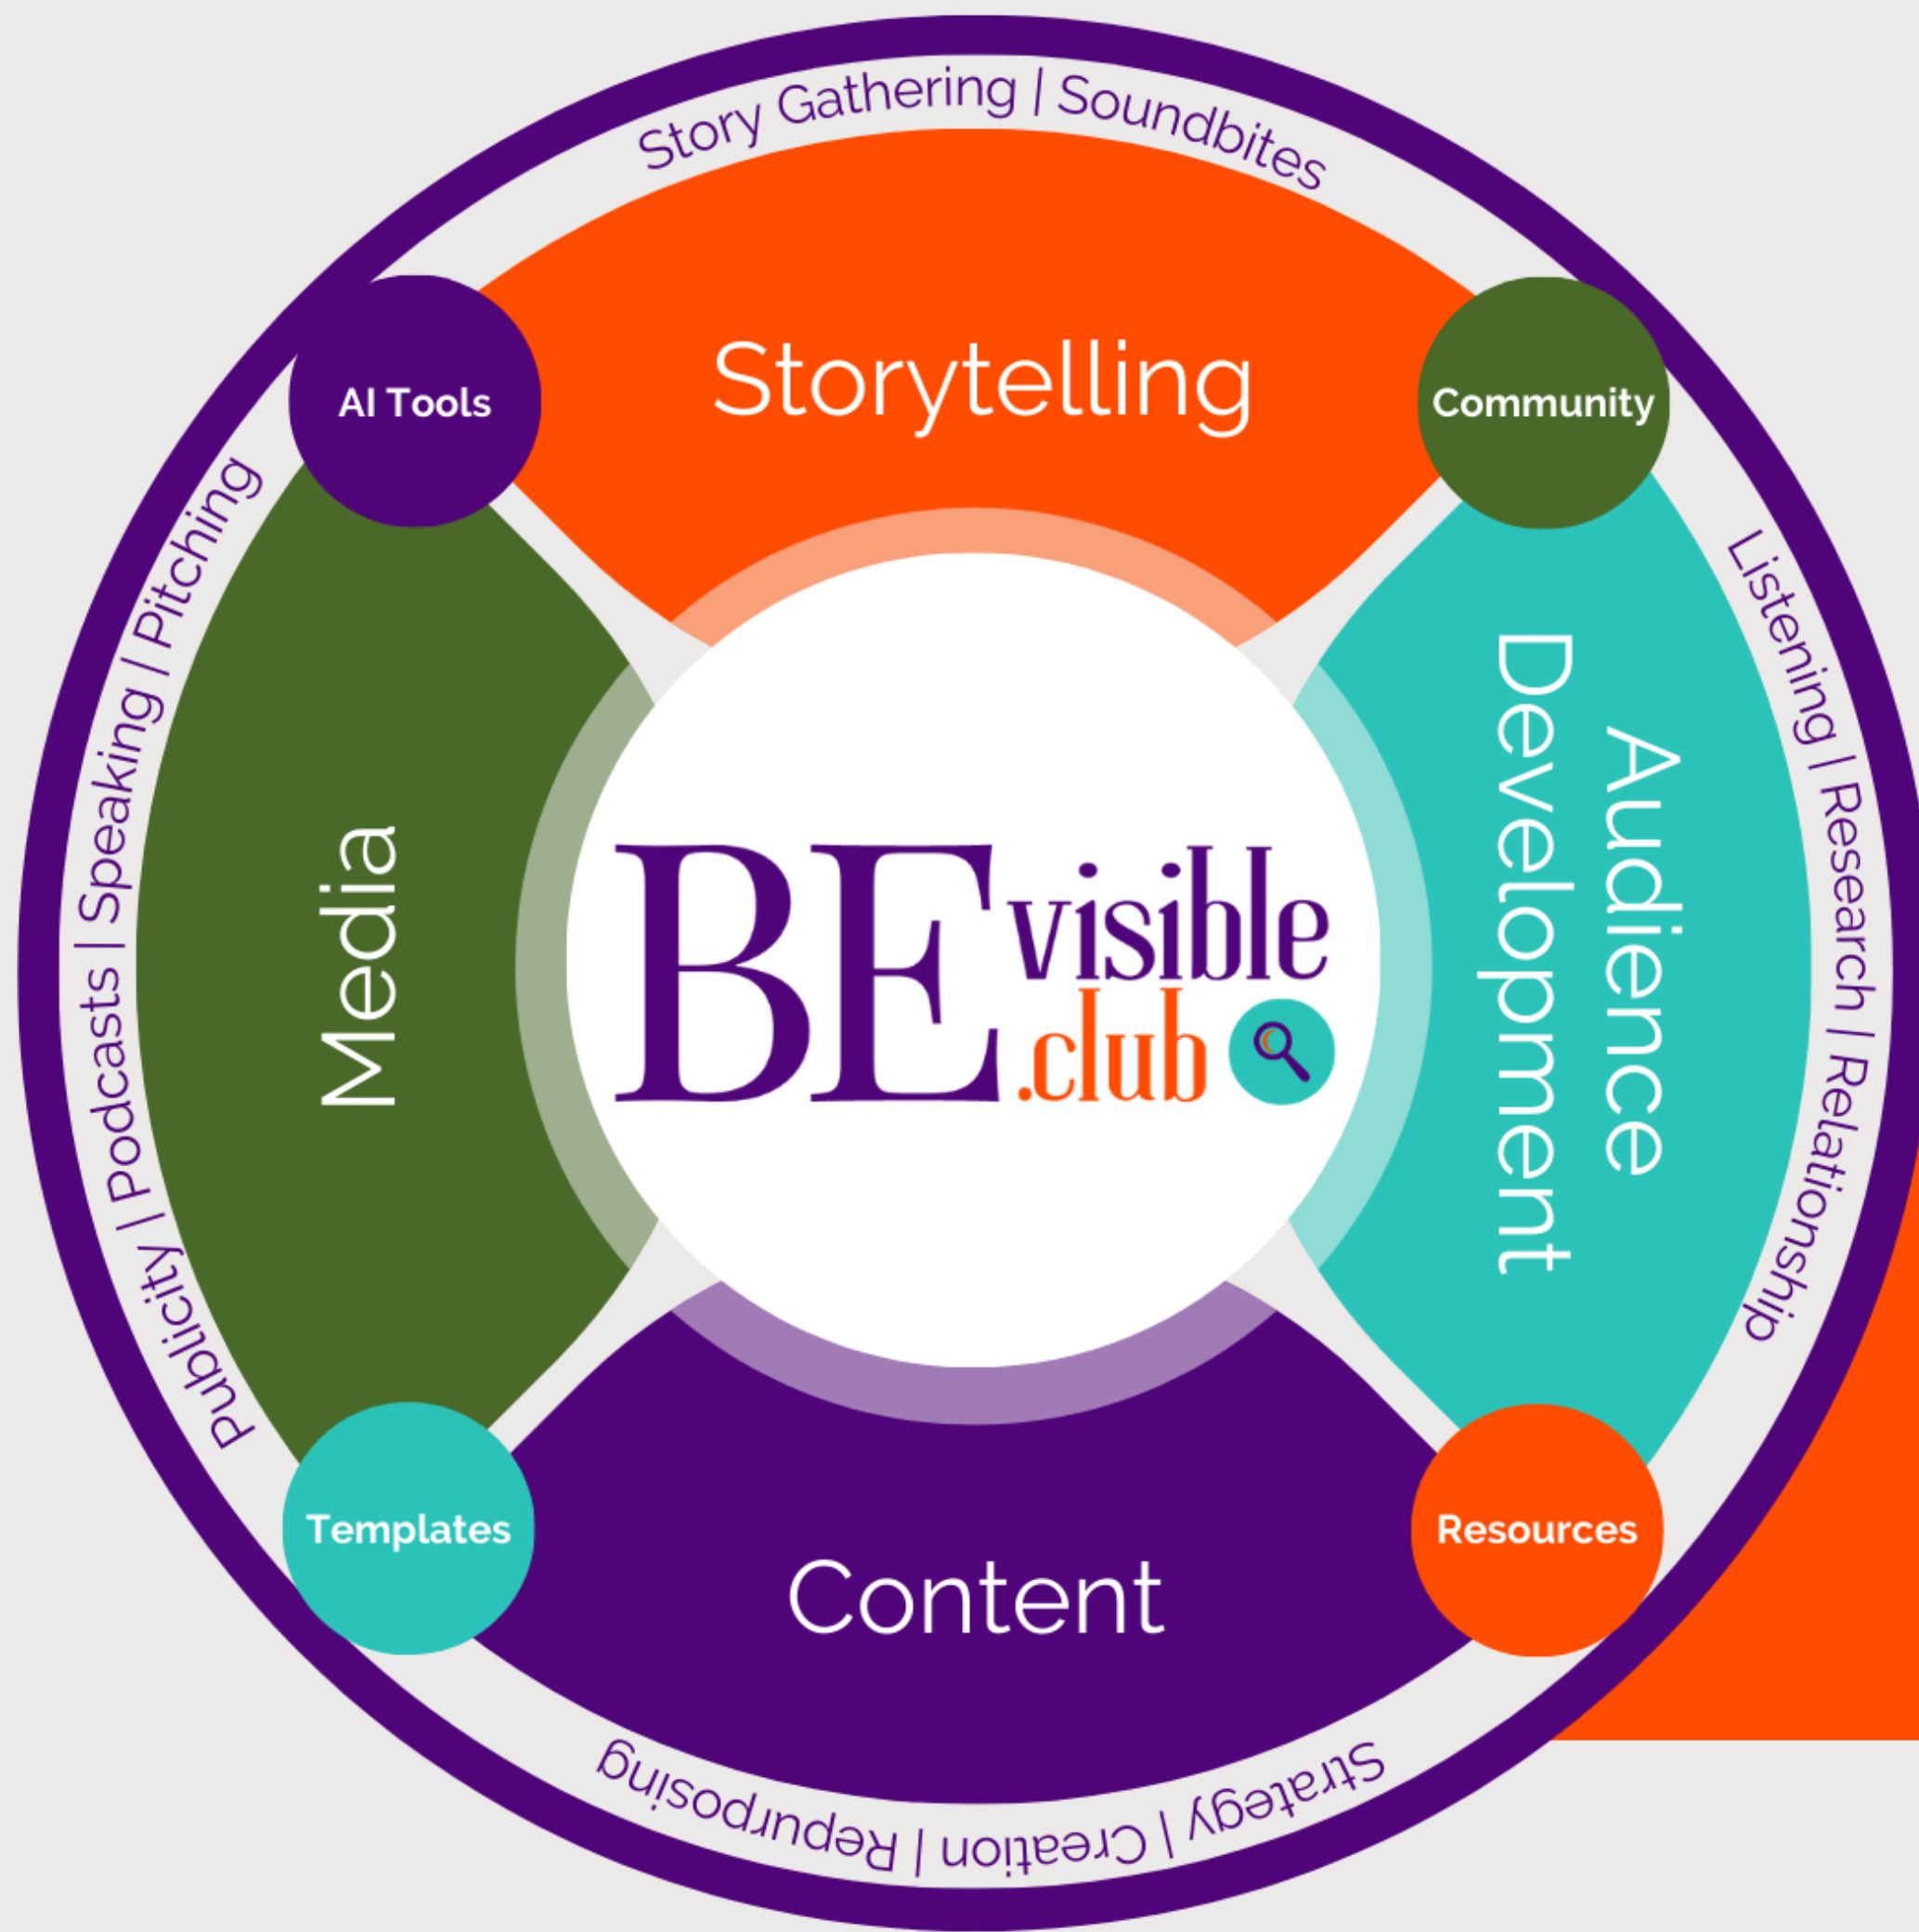 Story Gathering | Soundbites
Storytelling
AI Tools
Community
Publicity | Podcasts | Speaking | Pitching
Media
BE visible
.club
Audience
Development
Listening | Research | Relationship
Templates
Resources
Content
Strategy | Creation | Repurposing